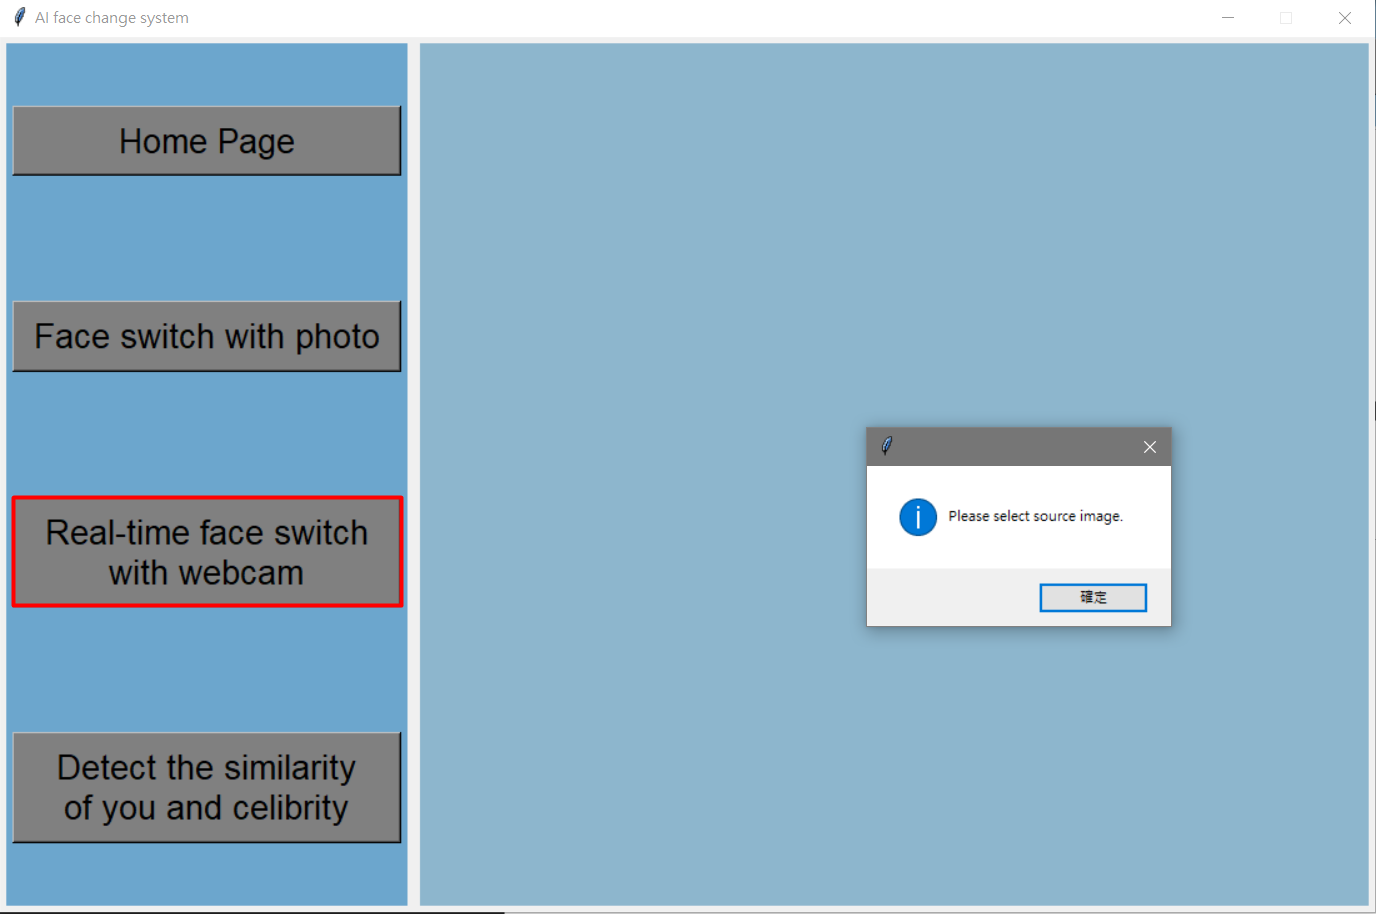 AI face change system
Home Page
Face switch with photo
Real-time face switch
with webcam
Please select source image.
確定
Detect the similarity
of you and celibrity